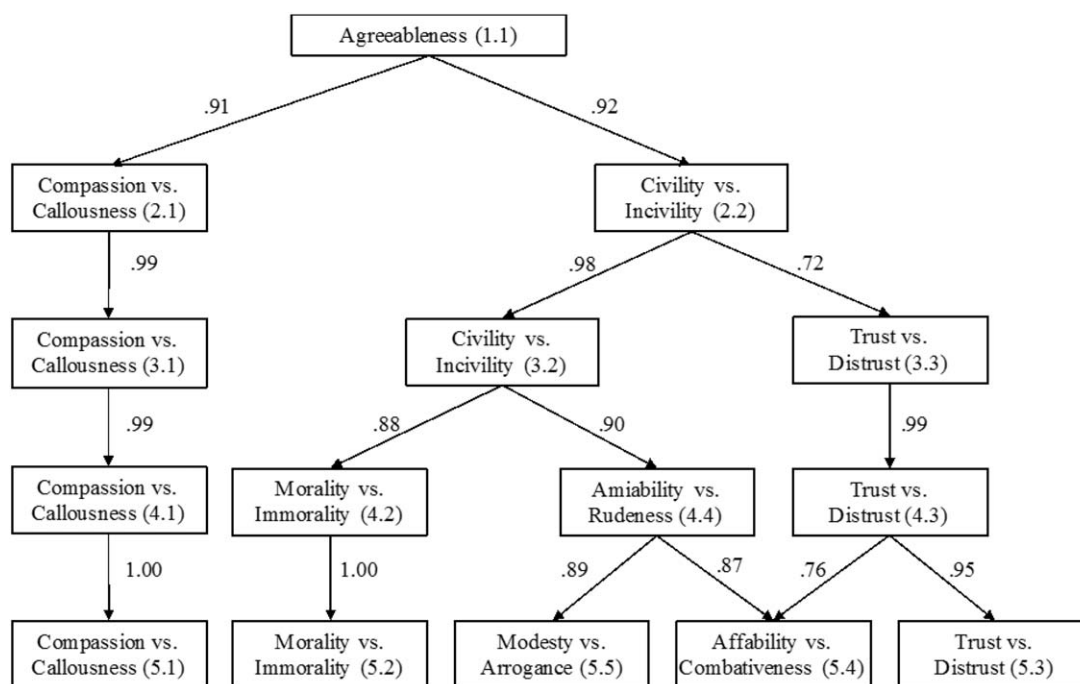 Agreeableness (1.1)
.91
.92
Compassion vs.
Callousness (2.1)
Civility vs.
Incivility (2.2)
.99
.98
.72
Compassion vs.
Callousness (3.1)
Civility vs.
Incivility (3.2)
Trust vs.
Distrust (3.3)
.99
.88
.90
.99
Compassion vs.
Callousness (4.1)
Morality vs.
Immorality (4.2)
Amiability vs.
Rudeness (4.4)
Trust vs.
Distrust (4.3)
1.00
1.00
.89
.87
.76
.95
Compassion vs.
Callousness (5.1)
Morality vs.
Immorality (5.2)
Modesty vs.
Arrogance (5.5)
Affability vs.
Combativeness (5.4)
Trust vs.
Distrust (5.3)